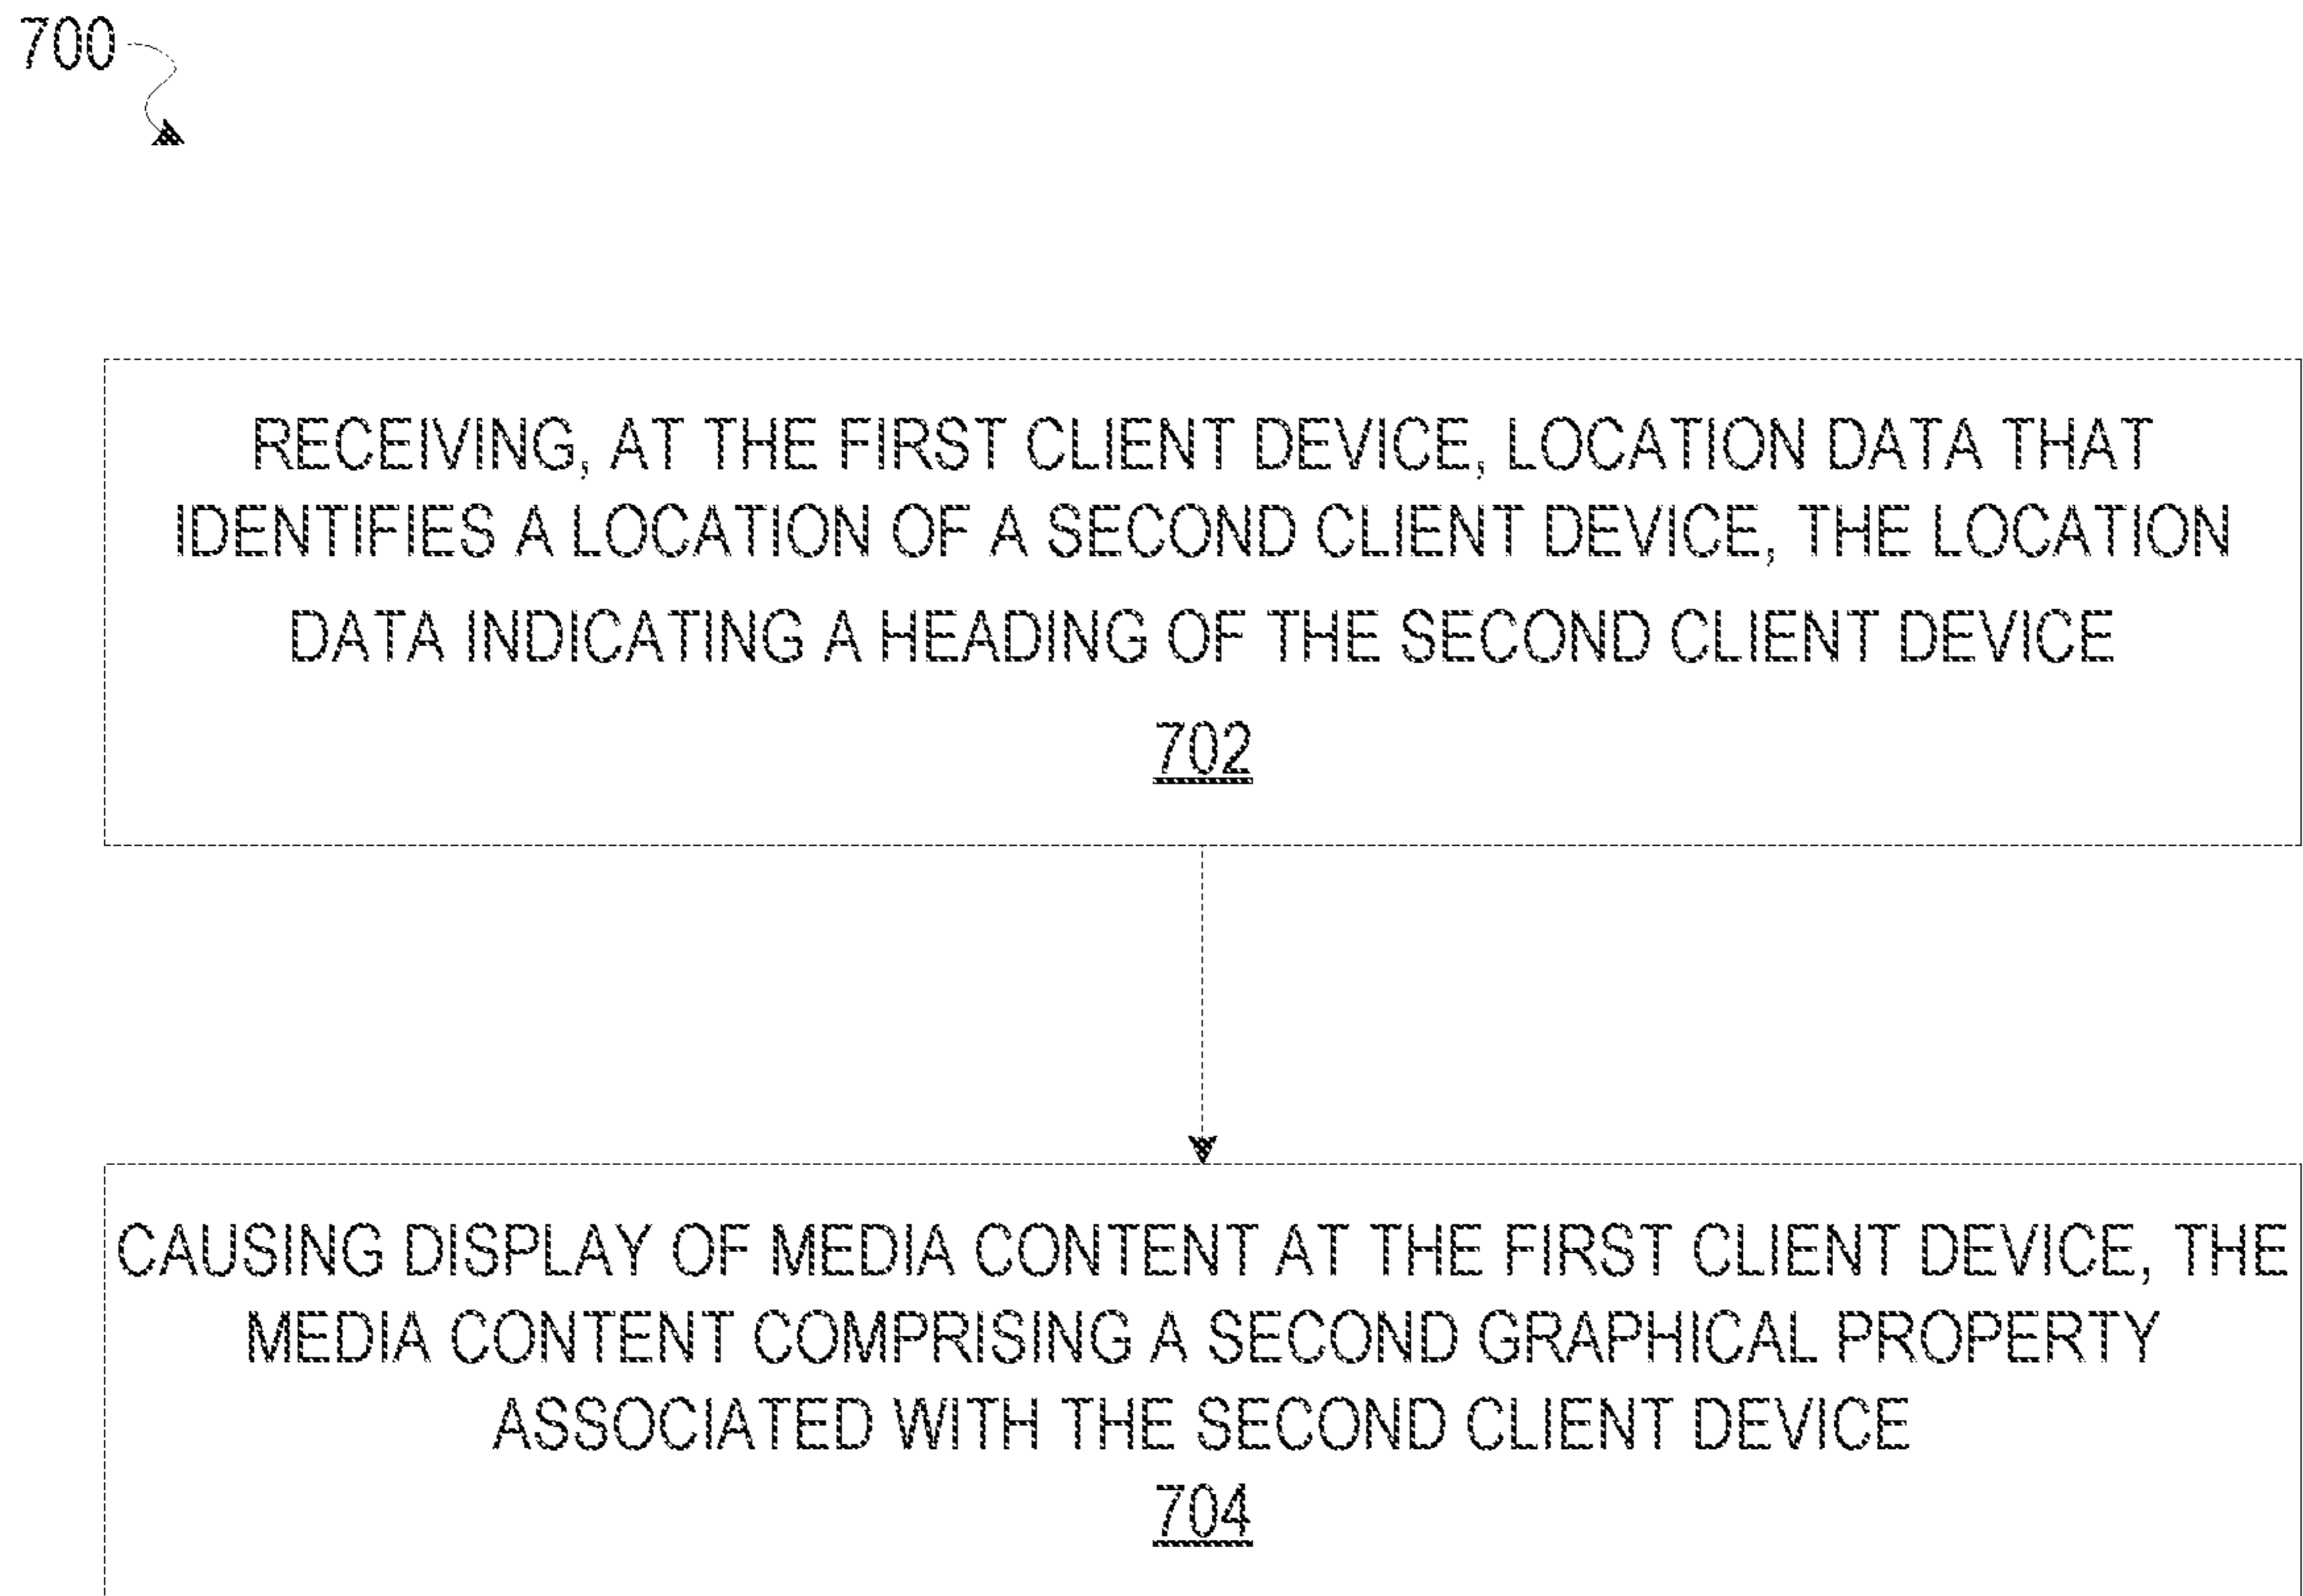 700
RECEIVING, AT THE FIRST CLIENT DEVICE, LOCATION DATA THAT
IDENTIFIES A LOCATION OF A SECOND CLIENT DEVICE, THE LOCATION
DATA INDICATING A HEADING OF THE SECOND CLIENT DEVICE
702
CAUSING DISPLAY OF MEDIA CONTENT AT THE FIRST CLIENT DEVICE, THE
MEDIA CONTENT COMPRISING A SECOND GRAPHICAL PROPERTY
ASSOCIATED WITH THE SECOND CLIENT DEVICE
704